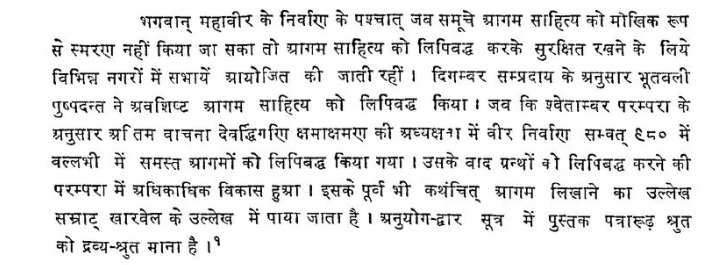 भगवान् महावीर के निर्वाण के पश्चात् जब समूचे आगम साहित्य को मौखिक रूप
से स्मरण नहीं किया जा सका तो आगम साहित्य को लिपिबद्ध करके सुरक्षित रखने के लिये
विभिन्न नगरों में सभायें आयोजित की जाती रहीं । दिगम्बर सम्प्रदाय के अनुसार भूतबली
पुष्पदन्त ने अवशिष्ट आगम साहित्य को लिपिबद्ध किया । जब कि श्वेताम्बर परम्परा के
अनुसार अंतिम वाचना देवर्द्धिगणि क्षमाक्षमण की अध्यक्षता में वीर निर्वाण सम्वत् ९८० में
वल्लभी में समस्त आगमों को लिपिबद्ध किया गया । उसके बाद ग्रन्थों को लिपिबद्ध करने की
परम्परा में अधिकाधिक विकास हुआ । इसके पूर्व भी कथंचित् आगम लिखाने का उल्लेख
सम्राट् खारवेल के उल्लेख में पाया जाता है । अनुयोग-द्वार सूत्र में पुस्तक पत्रारूढ़ श्रुत
को द्रव्य-श्रुत माना है ।१